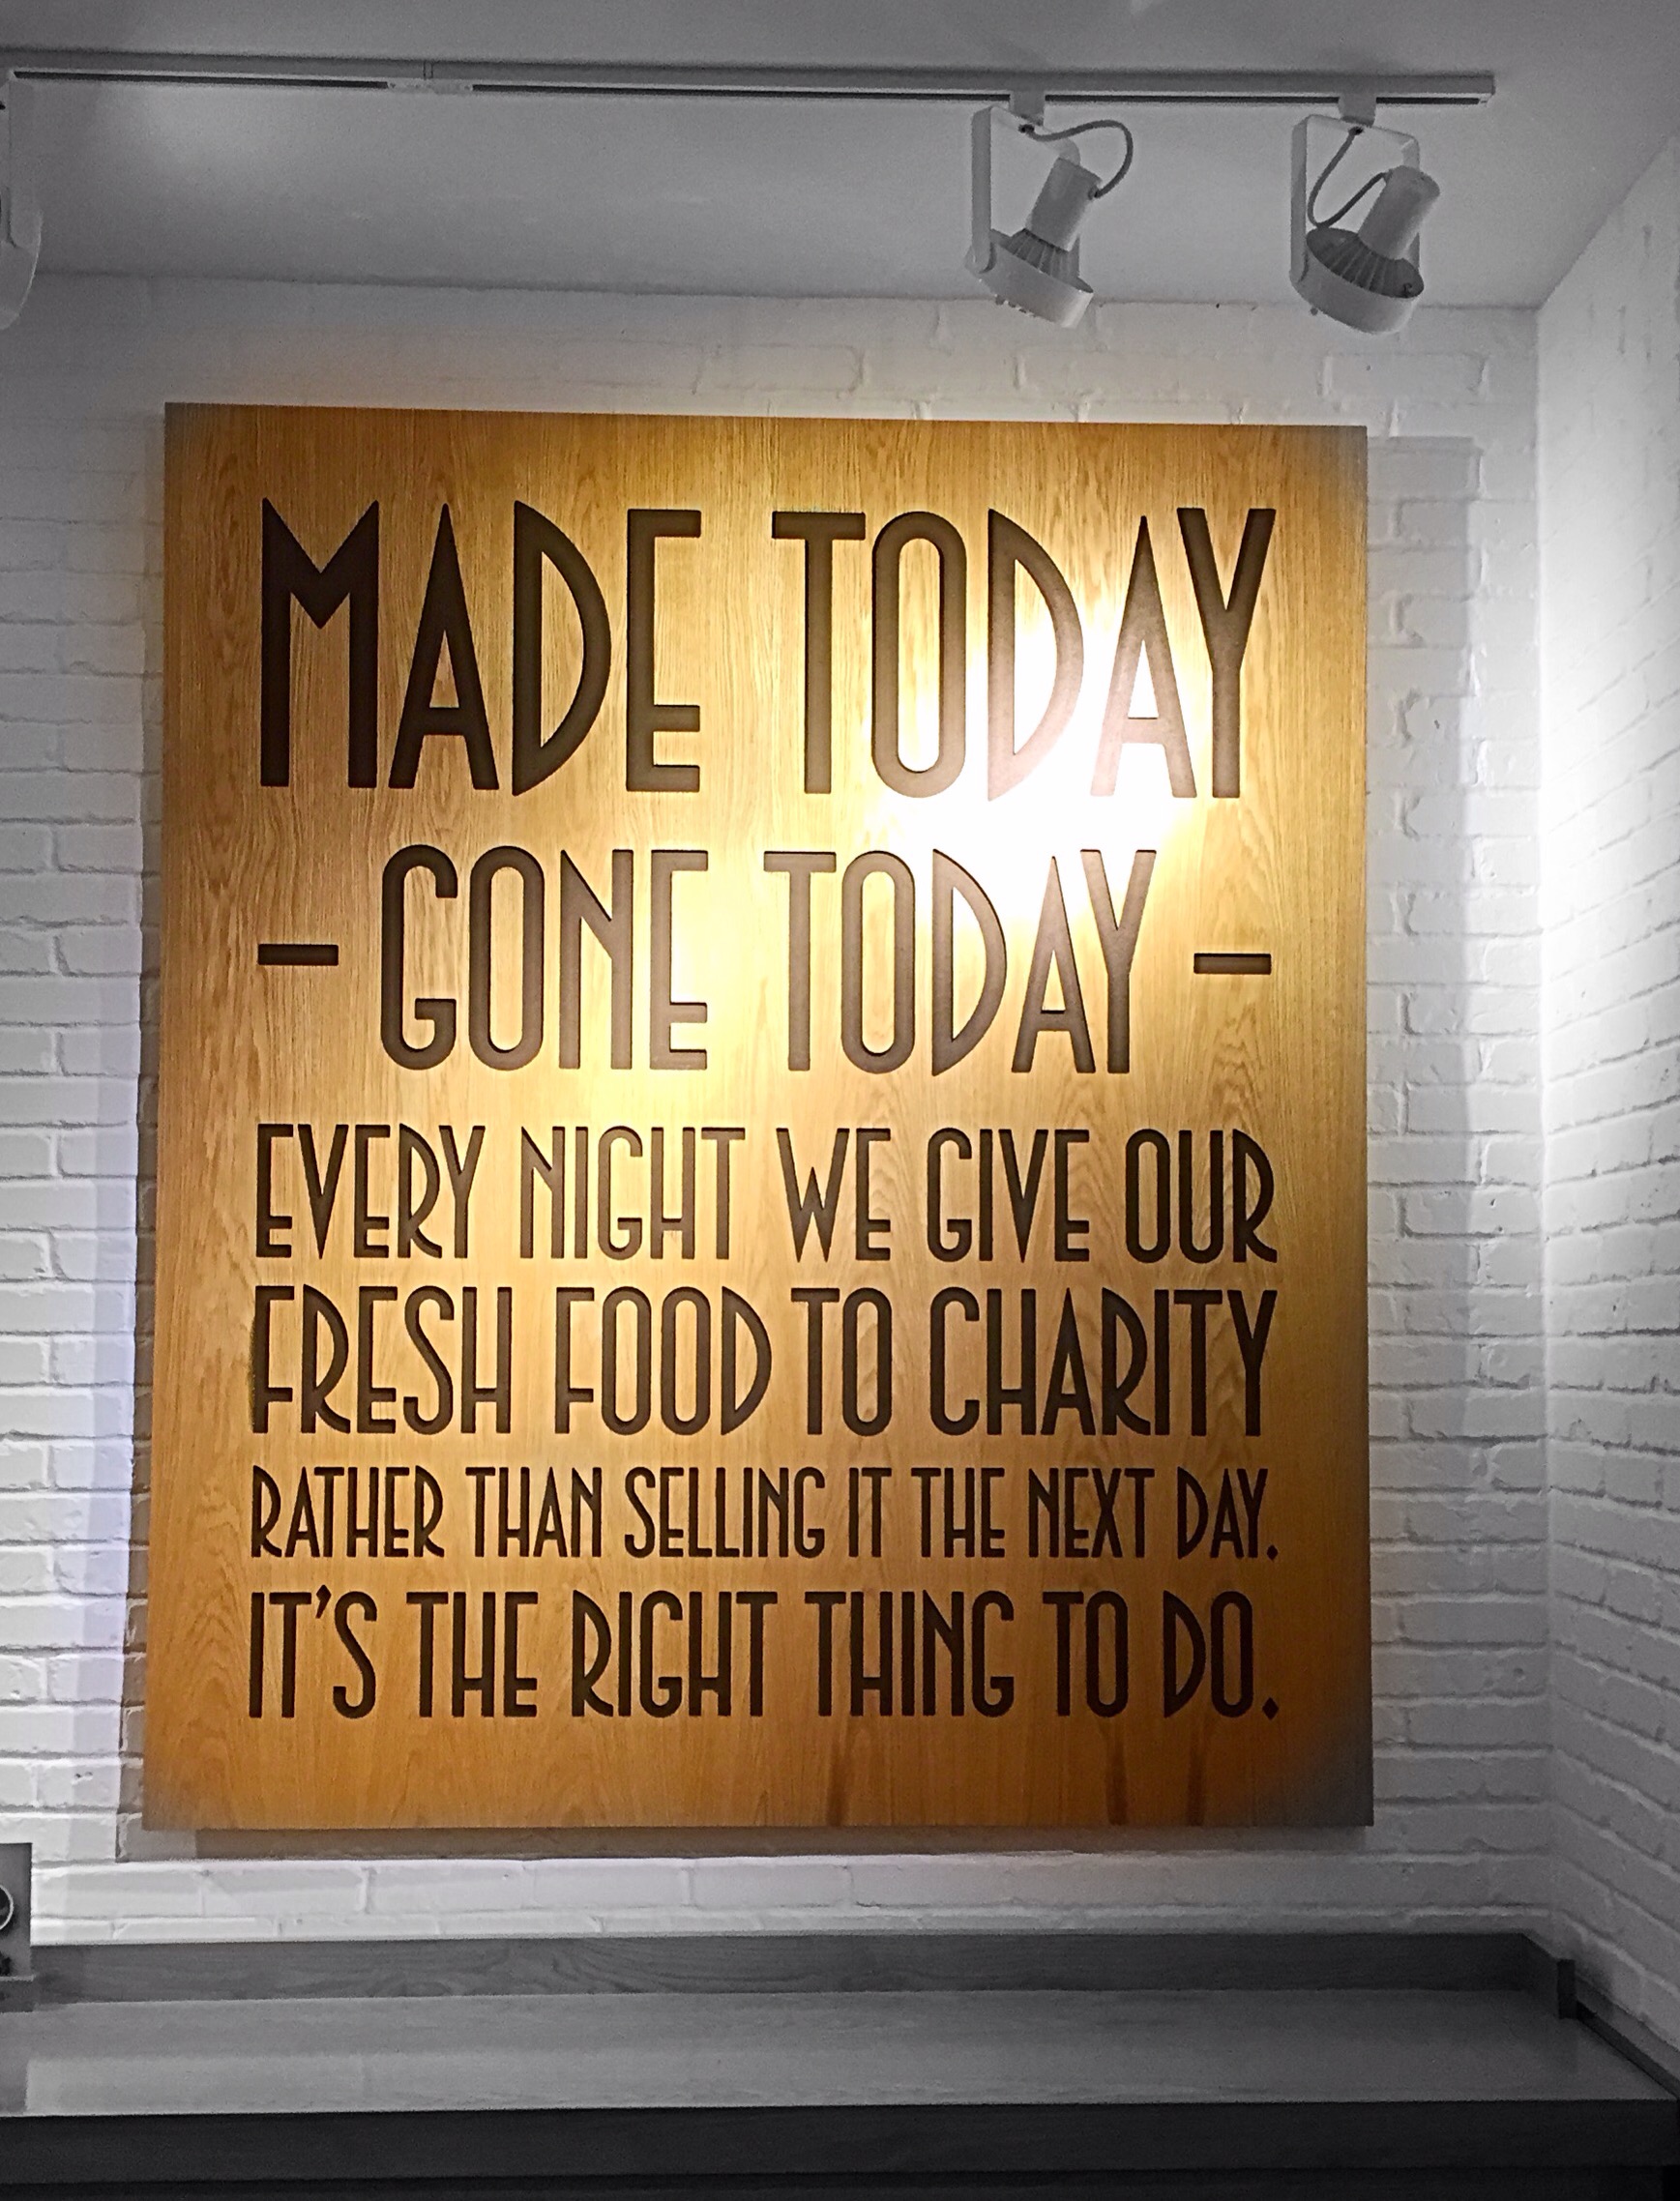 MADE TODAY
- GONE TODAY -
EVERY NIGHT WE GIVE OUR
FRESH FOOD TO CHARITY
RATHER THAN SELLING IT THE NEXT DAY.
IT'S THE RIGHT THING TO DO.